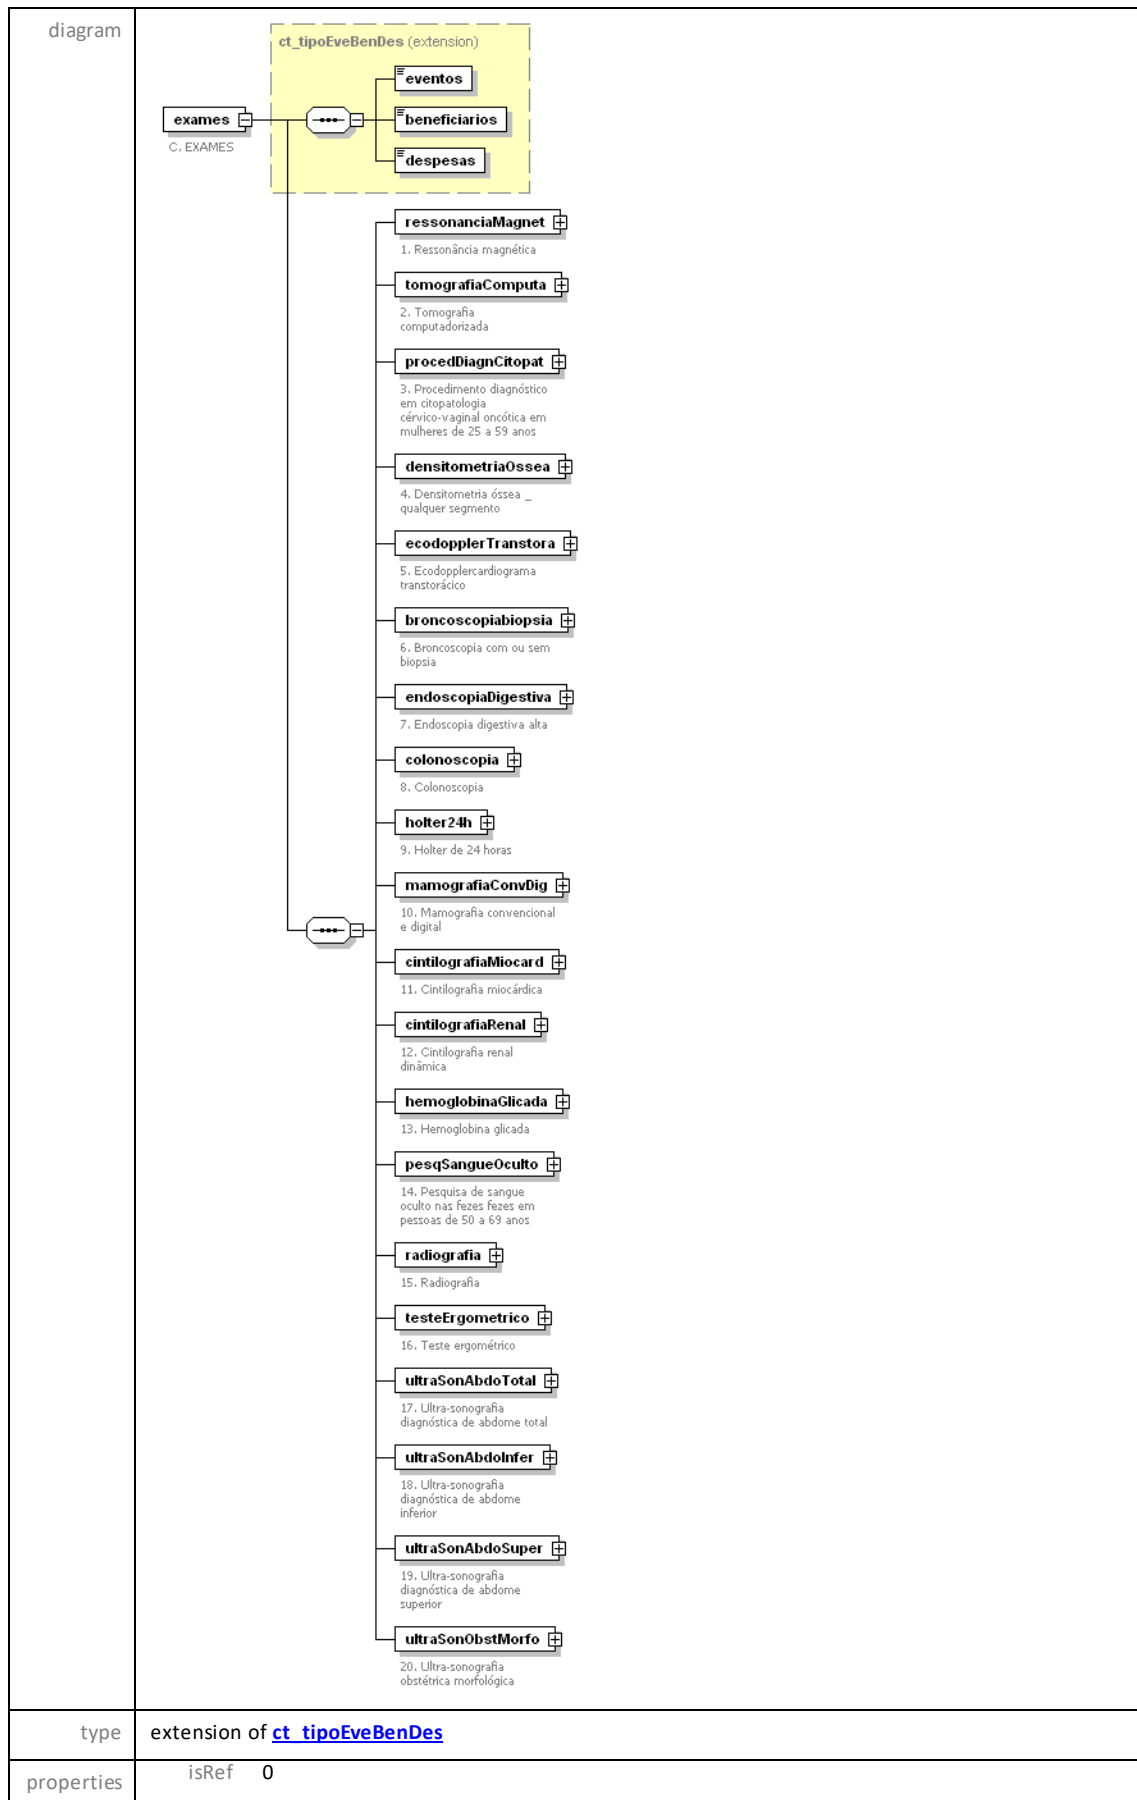 diagram
ct_tipoEveBenDes (extension)
eventos
exames
beneficiarios
C. EXAMES
despesas
ressonanciaMagnet
1. Ressonância magnética
tomografiaComputa
2. Tomografia
computadorizada
procedDiagnCitopat
3. Procedimento diagnóstico
em citopatologia
cérvico-vaginal oncótica em
mulheres de 25 a 59 anos
densitometriaOssea
4. Densitometria óssea _
qualquer segmento
ecodopplerTranstora
5. Ecodopplercardiograma
transtorácico
broncoscopiabiopsia
6. Broncoscopia com ou sem
biopsia
endoscopiaDigestiva
7. Endoscopia digestiva alta
colonoscopia
8. Colonoscopia
holter24h
9. Holter de 24 horas
mamografiaConvDig
10. Mamografia convencional
e digital
cintilografiaMiocard
11. Cintilografia miocárdica
cintilografiaRenal
12. Cintilografia renal
dinâmica
hemoglobinaGlicada
13. Hemoglobina glicada
pesqSangueOculto
14. Pesquisa de sangue
oculto nas fezes fezes em
pessoas de 50 a 69 anos
radiografia
15. Radiografia
testeErgometrico
16. Teste ergométrico
ultraSonAbdoTotal
17. Ultra-sonografia
diagnóstica de abdome total
ultraSonAbdoInfer
18. Ultra-sonografia
diagnóstica de abdome
inferior
ultraSonAbdoSuper
19. Ultra-sonografia
diagnóstica de abdome
superior
ultraSonObstMorfo
20. Ultra-sonografia
obstétrica morfológica
type extension of ct_tipoEveBenDes
properties isRef 0